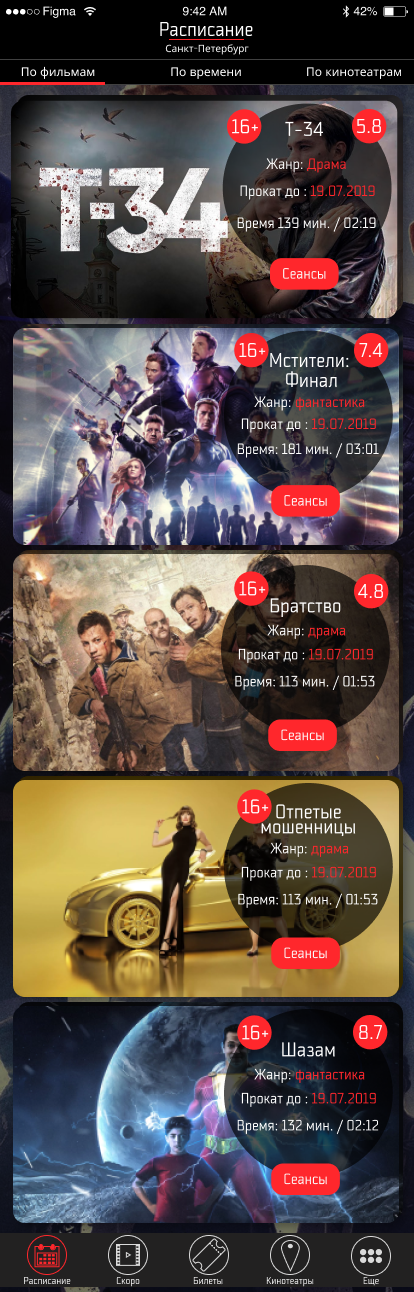 Figma 9:42 AM 42%
Расписание
Санкт-Петербург
По фильмам По времени По кинотеатрам
Т-34
16+ Т-34 5.8
Жанр: Драма
Прокат до : 19.07.2019
Время 139 мин. / 02:19
Сеансы
16+ 7.4
Мстители:
Финал
Жанр: фантастика
Прокат до : 19.07.2019
Время: 181 мин. / 03:01
Сеансы
16+ 4.8
Братство
Жанр: драма
Прокат до : 19.07.2019
Время: 113 мин. / 01:53
Сеансы
16+ Отпетые
мошенницы
Жанр: драма
Прокат до : 19.07.2019
Время: 113 мин. / 01:53
Сеансы
16+ 8.7
Шазам
Жанр: фантастика
Прокат до : 19.07.2019
Время: 132 мин. / 02:12
Сеансы
Расписание Скоро Билеты Кинотеатры Еще